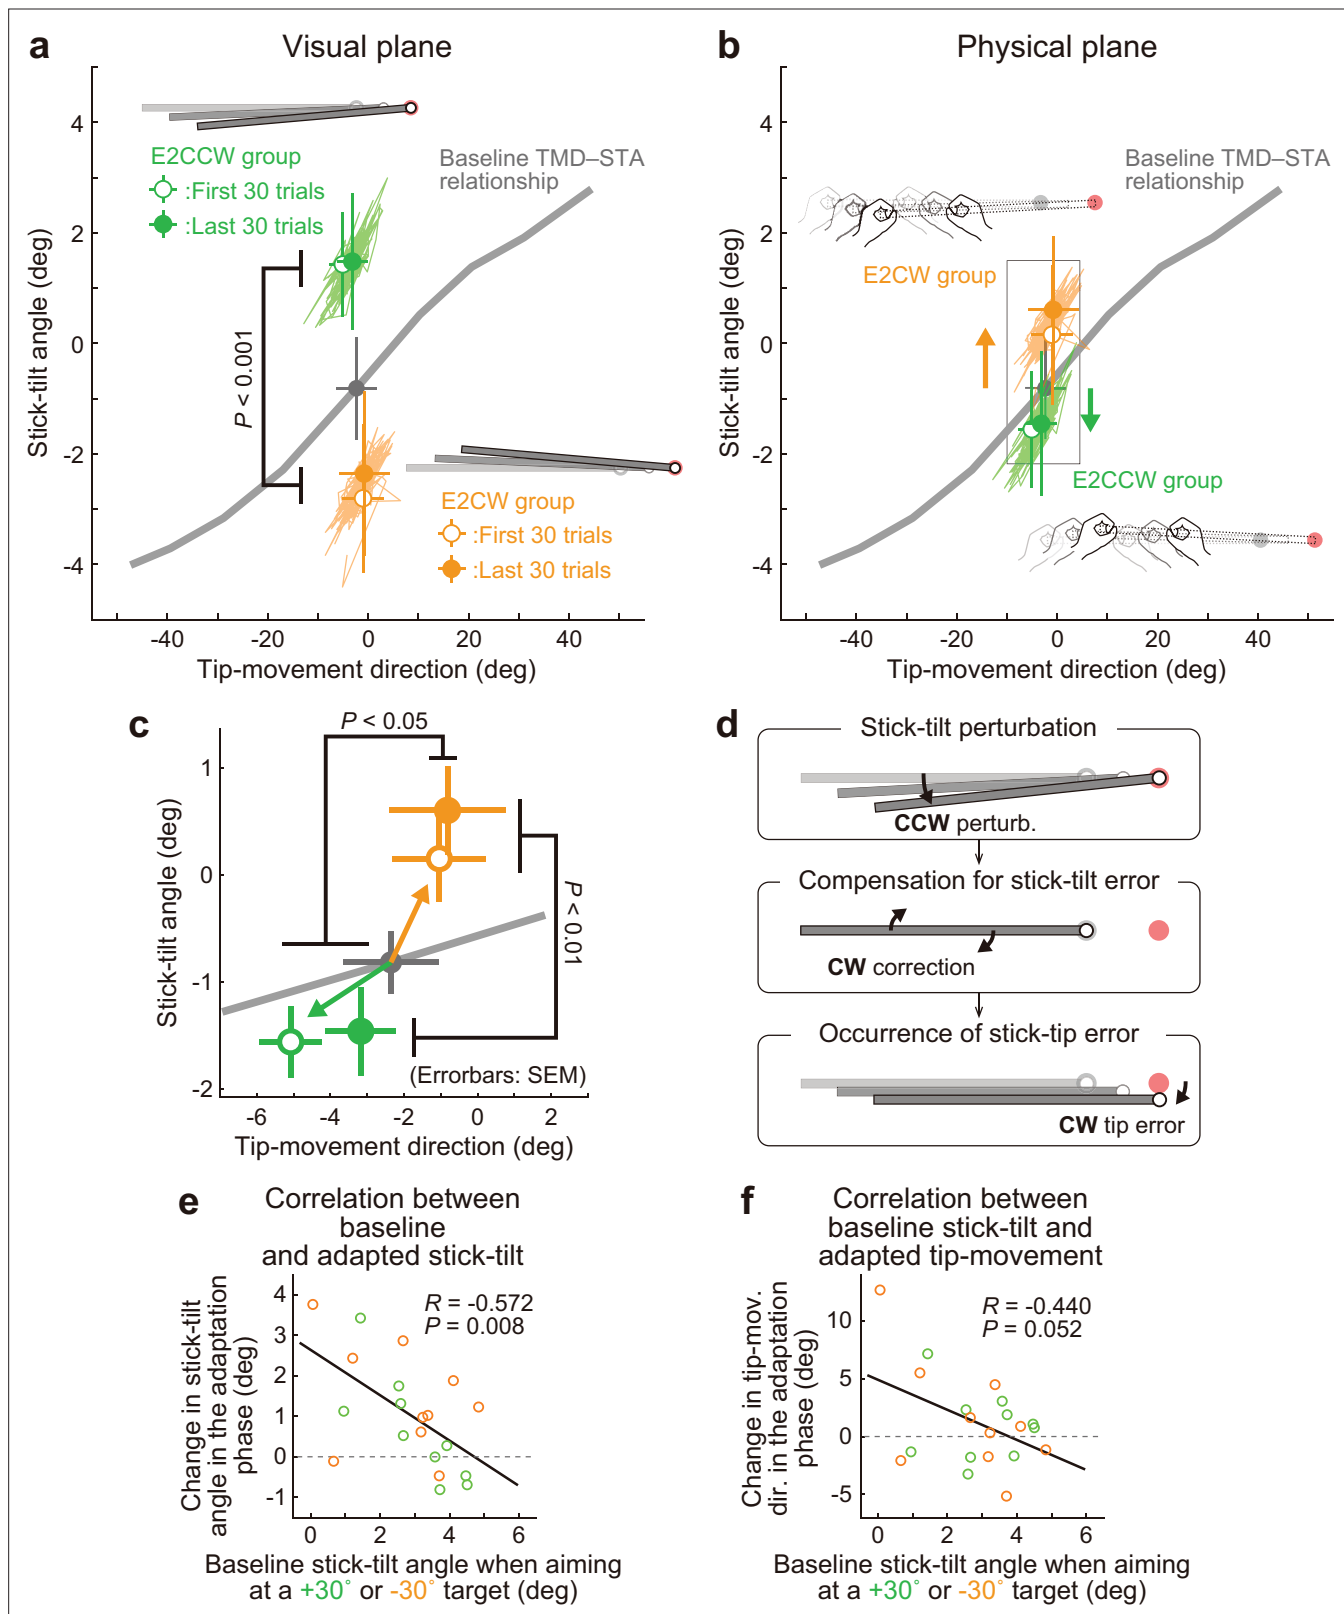 a
Visual plane
Stick-tilt angle (deg)
4
2
0
-2
-4
E2CCW group
:First 30 trials
:Last 30 trials
Baseline TMD–STA
relationship
P < 0.001
E2CW group
:First 30 trials
:Last 30 trials
-40
-20
0
20
40
Tip-movement direction (deg)
b
Physical plane
Stick-tilt angle (deg)
4
2
0
-2
-4
Baseline TMD–STA
relationship
E2CW group
E2CCW group
-40
-20
0
20
40
Tip-movement direction (deg)
c
P < 0.05
Stick-tilt angle (deg)
1
0
-1
-2
P < 0.01
(Errorbars: SEM)
-6
-4
-2
0
2
Tip-movement direction (deg)
d
Stick-tilt perturbation
CCW perturb.
Compensation for stick-tilt error
CW correction
Occurrence of stick-tip error
CW tip error
e
Correlation between
baseline
and adapted stick-tilt
Change in stick-tilt
angle in the adaptation
phase (deg)
4
3
2
1
0
-1
R = -0.572
P = 0.008
0
2
4
6
Baseline stick-tilt angle when aiming
at a +30° or -30° target (deg)
f
Correlation between
baseline stick-tilt and
adapted tip-movement
Change in tip-mov.
dir. in the adaptation
phase (deg)
10
5
0
-5
R = -0.440
P = 0.052
0
2
4
6
Baseline stick-tilt angle when aiming
at a +30° or -30° target (deg)